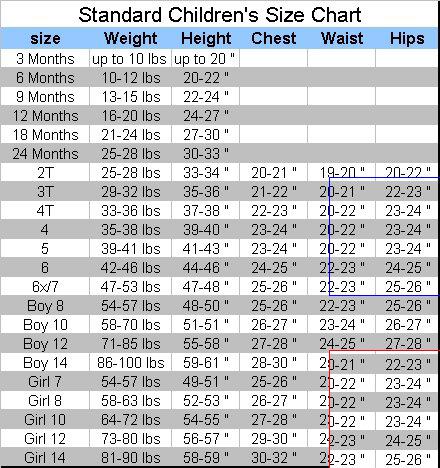 Standard Children's Size Chart
size Weight Height Chest Waist Hips
3 Months up to 10 lbs up to 20 "
6 Months 10-12 lbs 20-22 "
9 Months 13-15 lbs 22-24 "
12 Months 16-20 lbs 24-27 "
18 Months 21-24 lbs 27-30 "
24 Months 25-28 lbs 30-33 "
2T 25-28 lbs 33-34 " 20-21 " 19-20 " 20-22 "
3T 29-32 lbs 35-36 " 21-22 " 20-21 " 22-23 "
4T 33-36 lbs 37-38 " 22-23 " 20-22 " 23-24 "
4 35-38 lbs 39-40 " 23-24 " 20-22 " 23-24 "
5 39-41 lbs 41-43 " 23-24 " 20-22 " 23-24 "
6 42-46 lbs 44-46 " 24-25 " 22-23 " 24-25 "
6x/7 47-53 lbs 47-48 " 25-26 " 22-23 " 25-26 "
Boy 8 54-57 lbs 48-50 " 25-26 " 22-23 " 25-26 "
Boy 10 58-70 lbs 51-51 " 26-27 " 23-24 " 26-27 "
Boy 12 71-85 lbs 55-58 " 27-28 " 24-25 " 27-28 "
Boy 14 86-100 lbs 59-61 " 28-30 " 22-23 "
Girl 7 54-57 lbs 49-51 " 25-26 " 20-22 " 23-24 "
Girl 8 58-63 lbs 52-53 " 26-27 " 20-22 " 23-24 "
Girl 10 64-72 lbs 54-55 " 27-28 " 20-22 " 23-24 "
Girl 12 73-80 lbs 56-57 " 29-30 " 22-23 " 24-25 "
Girl 14 81-90 lbs 58-59 " 30-32 " 22-23 " 25-26 "